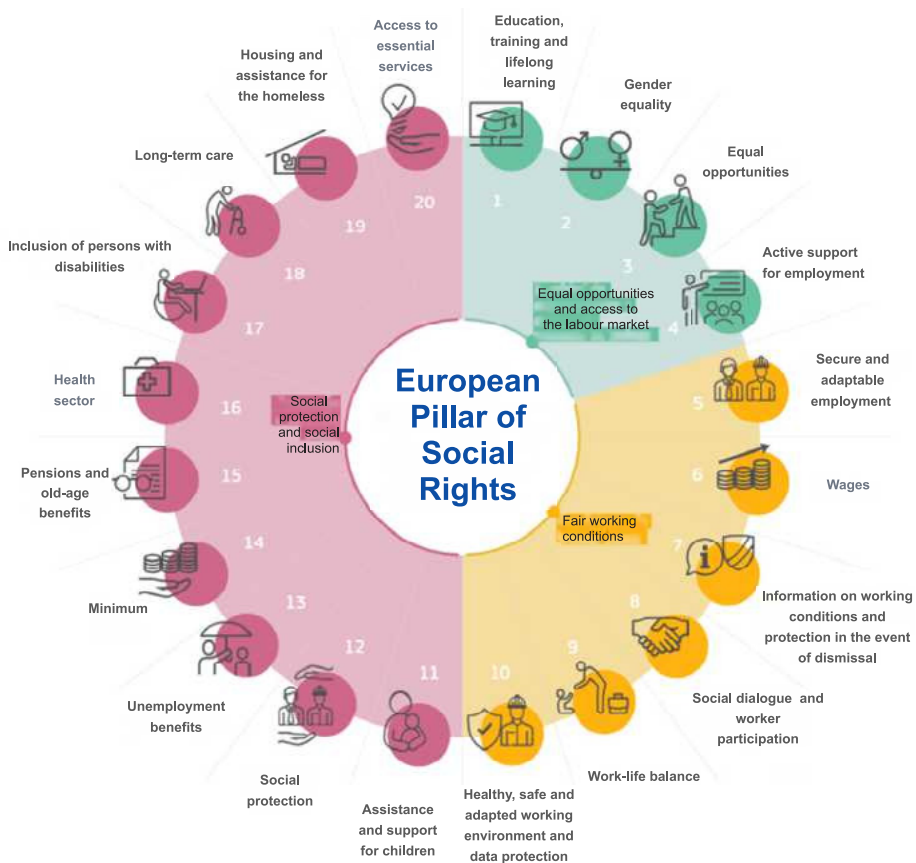 Education,
training and
lifelong
learning
Gender
equality
Equal
opportunities
Active support
for employment
Secure and
adaptable
employment
Wages
Information on working
conditions and
protection in the event
of dismissal
Social dialogue and
worker
participation
Work-life balance
Healthy, safe and
adapted working
environment and
data protection
Assistance
and support
for children
Social
protection
Unemployment
benefits
Minimum
Pensions and
old-age
benefits
Health
sector
Inclusion of persons with
disabilities
Long-term care
Housing and
assistance for
the homeless
Access to
essential
services
1
2
3
4
5
6
7
8
9
10
11
12
13
14
15
16
17
18
19
20
Equal opportunities
and access to
the labour market
Fair working
conditions
Social
protection
and social
inclusion
European
Pillar of
Social
Rights
i